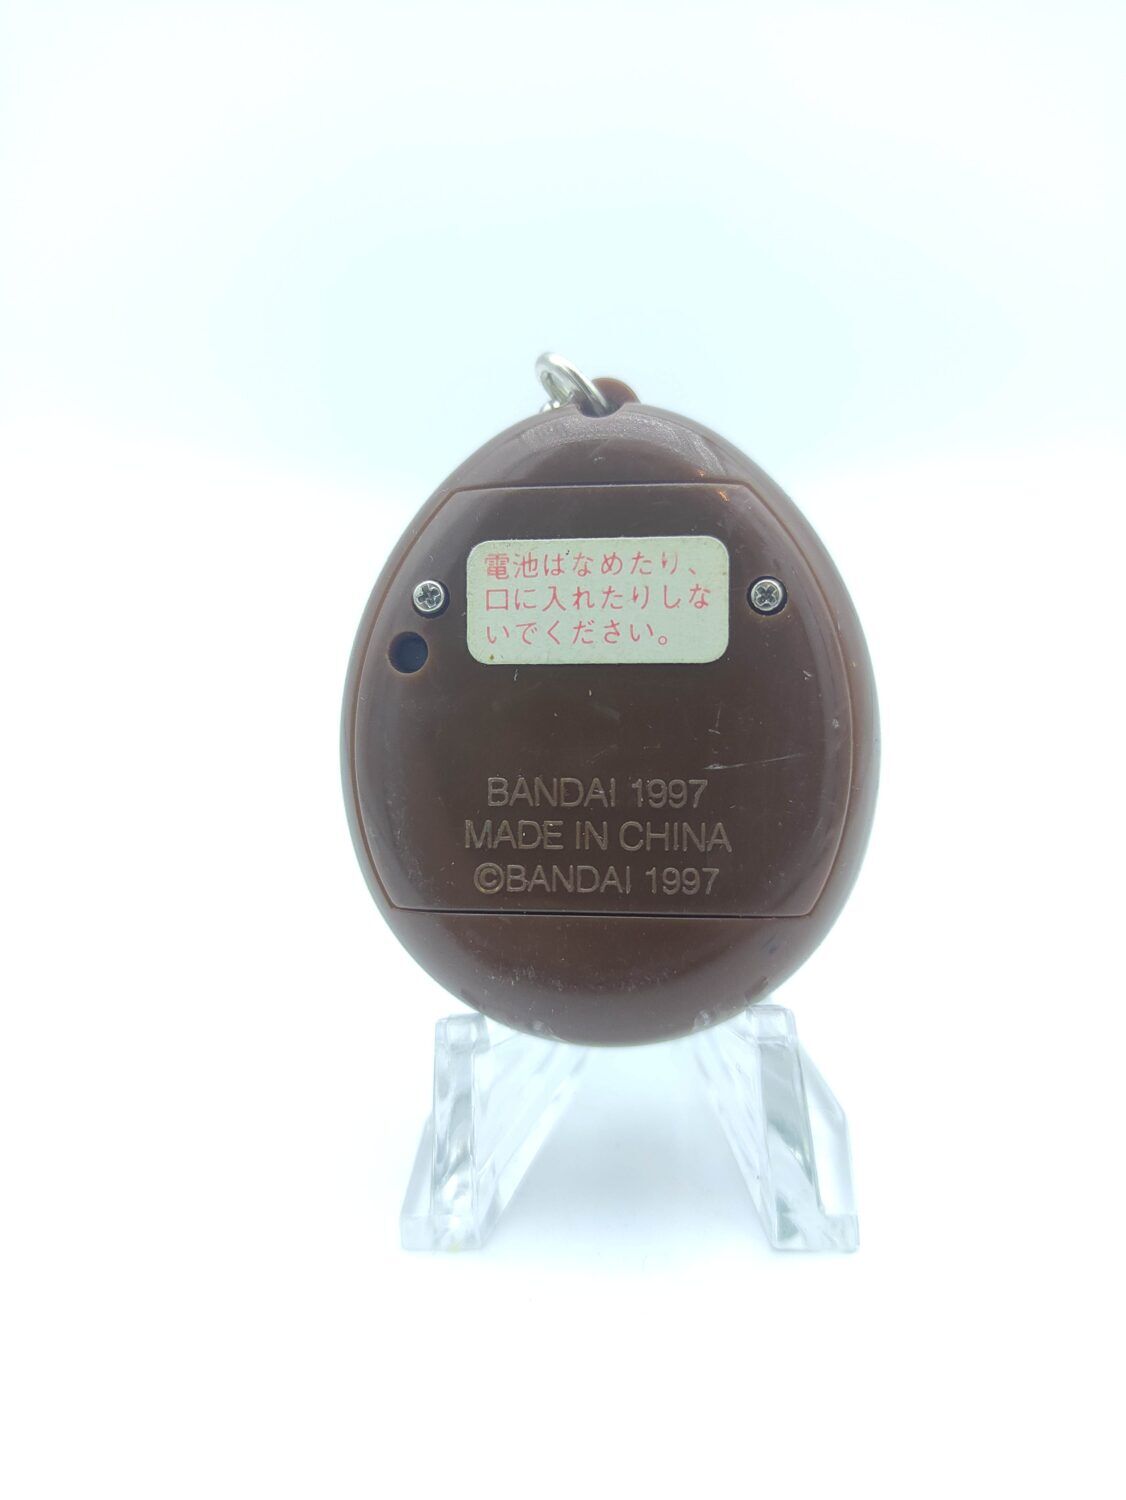 電池はなめたり、
口に入れたりしな
いでください。
BANDAI 1997
MADE IN CHINA
©BANDAI 1997